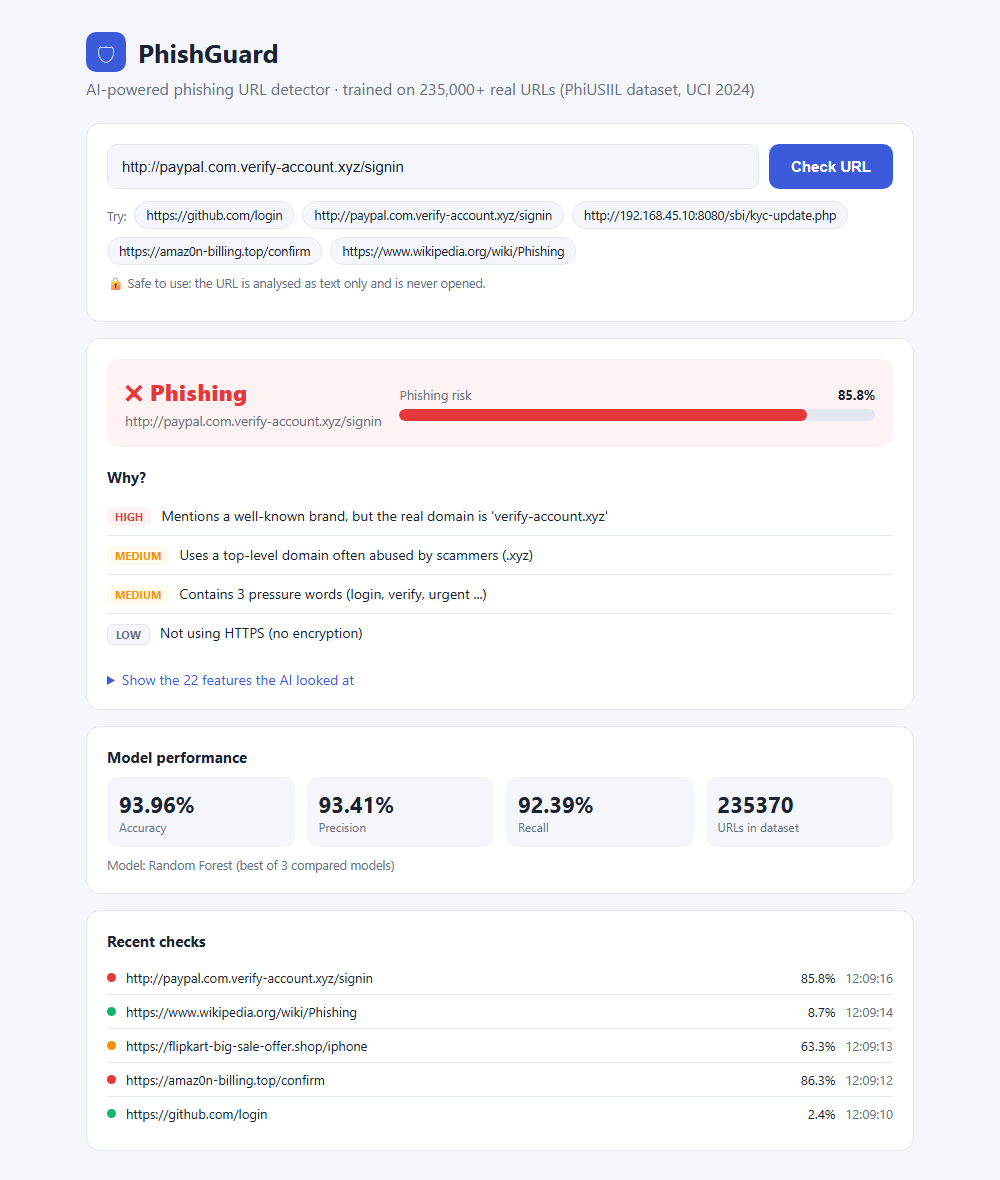 PhishGuard
AI-powered phishing URL detector · trained on 235,000+ real URLs (PhiUSIIL dataset, UCI 2024)
http://paypal.com.verify-account.xyz/signin
Check URL
Try: https://github.com/login http://paypal.com.verify-account.xyz/signin http://192.168.45.10:8080/sbi/kyc-update.php
https://amaz0n-billing.top/confirm https://www.wikipedia.org/wiki/Phishing
🔒 Safe to use: the URL is analysed as text only and is never opened.
❌ Phishing
http://paypal.com.verify-account.xyz/signin
Phishing risk 85.8%
Why?
HIGH Mentions a well-known brand, but the real domain is 'verify-account.xyz'
MEDIUM Uses a top-level domain often abused by scammers (.xyz)
MEDIUM Contains 3 pressure words (login, verify, urgent ...)
LOW Not using HTTPS (no encryption)
▶ Show the 22 features the AI looked at
Model performance
93.96% 93.41% 92.39% 235370
Accuracy Precision Recall URLs in dataset
Model: Random Forest (best of 3 compared models)
Recent checks
http://paypal.com.verify-account.xyz/signin 85.8% 12:09:16
https://www.wikipedia.org/wiki/Phishing 8.7% 12:09:14
https://flipkart-big-sale-offer.shop/iphone 63.3% 12:09:13
https://amaz0n-billing.top/confirm 86.3% 12:09:12
https://github.com/login 2.4% 12:09:10